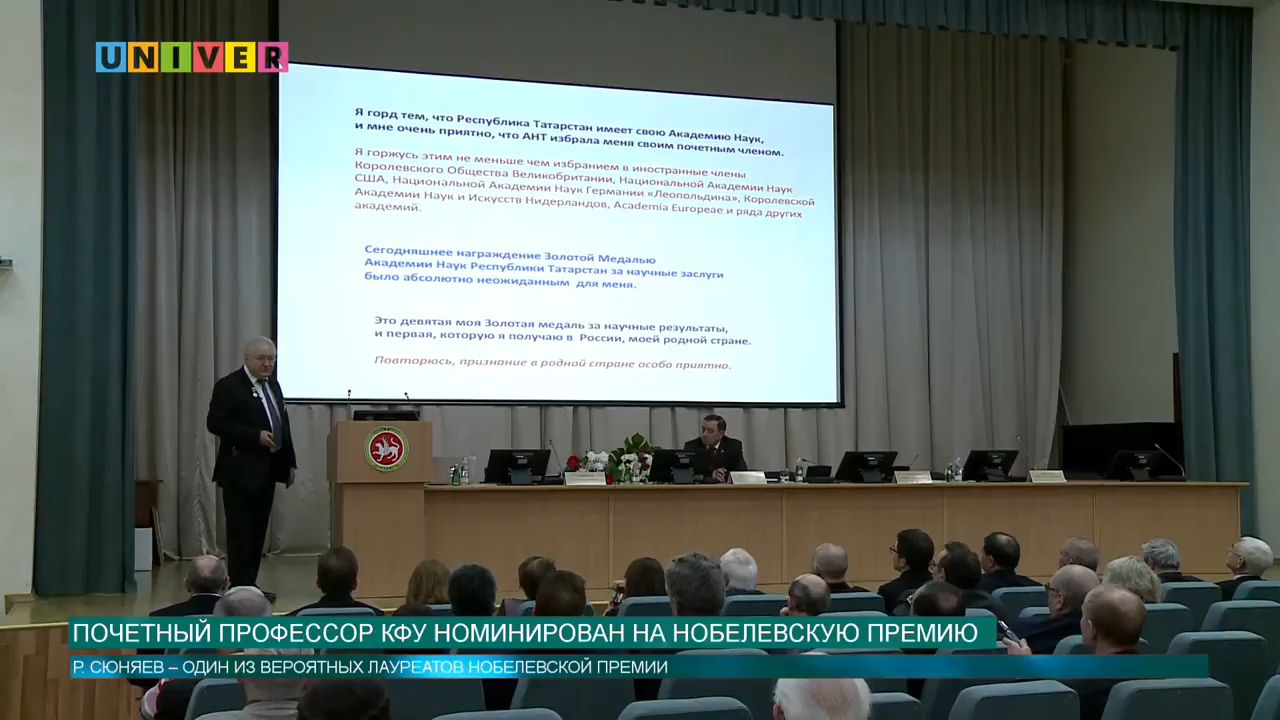 UNIVER
Я горд тем, что Республика Татарстан имеет свою Академию Наук,
и мне очень приятно, что АНТ избрала меня своим почетным членом.
Я горжусь этим не меньше чем избранием в иностранные члены
Королевского Общества Великобритании, Национальной Академии Наук
США, Национальной Академии Наук Германии «Леопольдина», Королевской
Академии Наук и Искусств Нидерландов, Academia Europeae и ряда других
академий.
Сегодняшнее награждение Золотой Медалью
Академии Наук Республики Татарстан за научные заслуги
было абсолютно неожиданным для меня.
Это девятая моя Золотая медаль за научные результаты,
и первая, которую я получаю в России, моей родной стране.
Повторюсь, признание в родной стране особо приятно.
ПОЧЕТНЫЙ ПРОФЕССОР КФУ НОМИНИРОВАН НА НОБЕЛЕВСКУЮ ПРЕМИЮ
Р. СЮНЯЕВ – ОДИН ИЗ ВЕРОЯТНЫХ ЛАУРЕАТОВ НОБЕЛЕВСКОЙ ПРЕМИИ